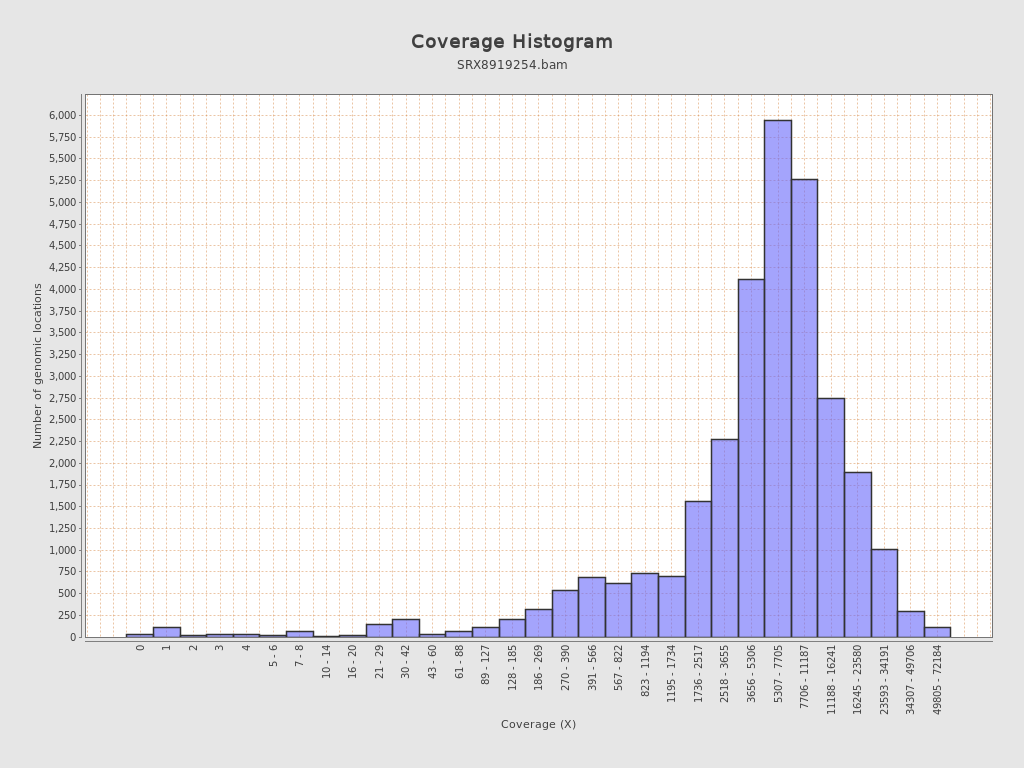 Coverage Histogram
SRX8919254.bam
Number of genomic locations
6,000
5,750
5,500
5,250
5,000
4,750
4,500
4,250
4,000
3,750
3,500
3,250
3,000
2,750
2,500
2,250
2,000
1,750
1,500
1,250
1,000
750
500
250
0
0
1
2
3
4
5 - 6
7 - 8
10 - 14
16 - 20
21 - 29
30 - 42
43 - 60
61 - 88
89 - 127
128 - 185
186 - 269
270 - 390
391 - 566
567 - 822
823 - 1194
1195 - 1734
1736 - 2517
2518 - 3655
3656 - 5306
5307 - 7705
7706 - 11187
11188 - 16241
16245 - 23580
23593 - 34191
34307 - 49706
49805 - 72184
Coverage (X)